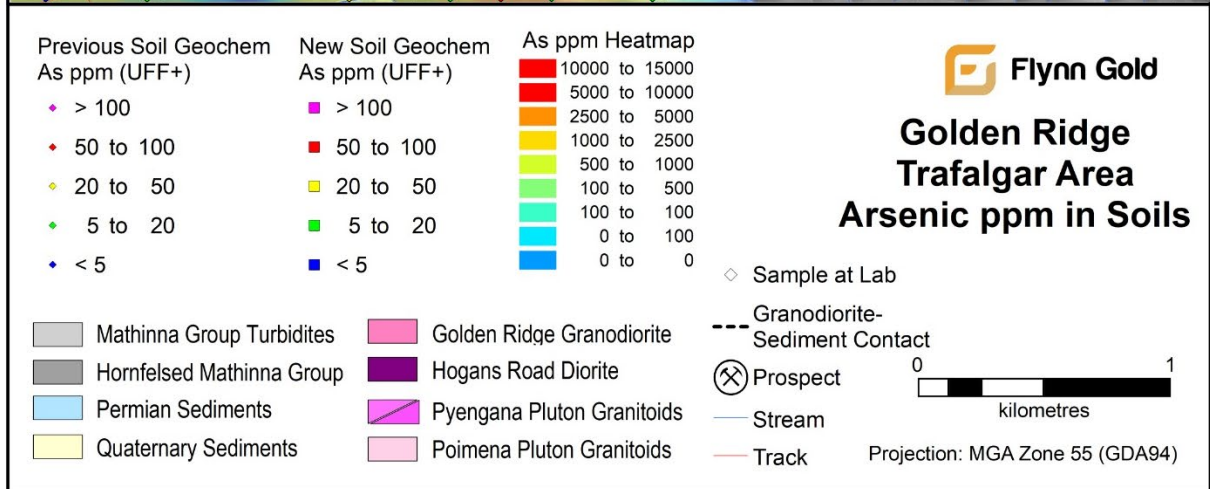 Previous Soil Geochem
As ppm (UFF+)
> 100
50 to 100
20 to 50
5 to 20
< 5
New Soil Geochem
As ppm (UFF+)
> 100
50 to 100
20 to 50
5 to 20
< 5
As ppm Heatmap
10000 to 15000
5000 to 10000
2500 to 5000
1000 to 2500
500 to 1000
100 to 500
100 to 100
0 to 100
0 to 0
Flynn Gold
Golden Ridge
Trafalgar Area
Arsenic ppm in Soils
Mathinna Group Turbidites
Hornfelsed Mathinna Group
Permian Sediments
Quaternary Sediments
Golden Ridge Granodiorite
Hogans Road Diorite
Pyengana Pluton Granitoids
Poimena Pluton Granitoids
Sample at Lab
Granodiorite-
Sediment Contact
Prospect
Stream
Track
0 1
kilometres
Projection: MGA Zone 55 (GDA94)